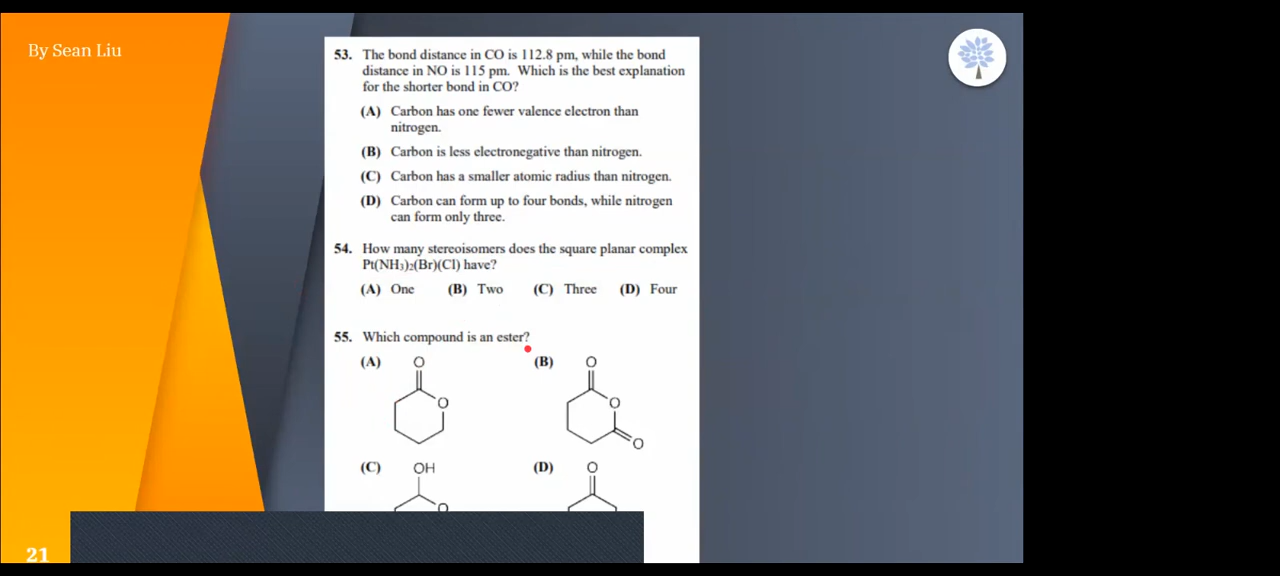 By Sean Liu
53. The bond distance in CO is 112.8 pm, while the bond
distance in NO is 115 pm. Which is the best explanation
for the shorter bond in CO?
(A) Carbon has one fewer valence electron than
nitrogen.
(B) Carbon is less electronegative than nitrogen.
(C) Carbon has a smaller atomic radius than nitrogen.
(D) Carbon can form up to four bonds, while nitrogen
can form only three.
54. How many stereoisomers does the square planar complex
Pt(NH₃)₂(Br)(Cl) have?
(A) One (B) Two (C) Three (D) Four
55. Which compound is an ester?
(A) O (B) O
O O
O
(C) OH (D) O
O
21